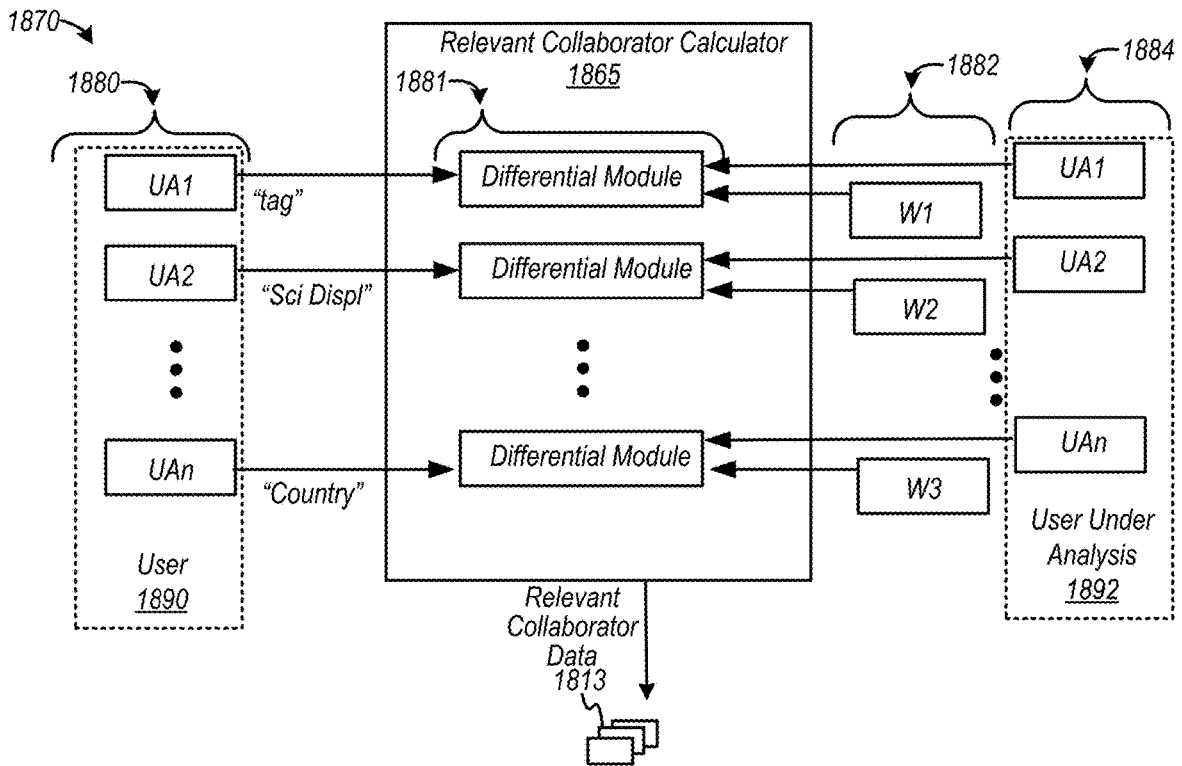 1870
Relevant Collaborator Calculator
1865
1880
1881
1882
1884
UA1
"tag"
Differential Module
UA1
W1
UA2
"Sci Displ"
Differential Module
UA2
W2
UAn
"Country"
Differential Module
UAn
W3
User
1890
User Under
Analysis
1892
Relevant
Collaborator
Data
1813